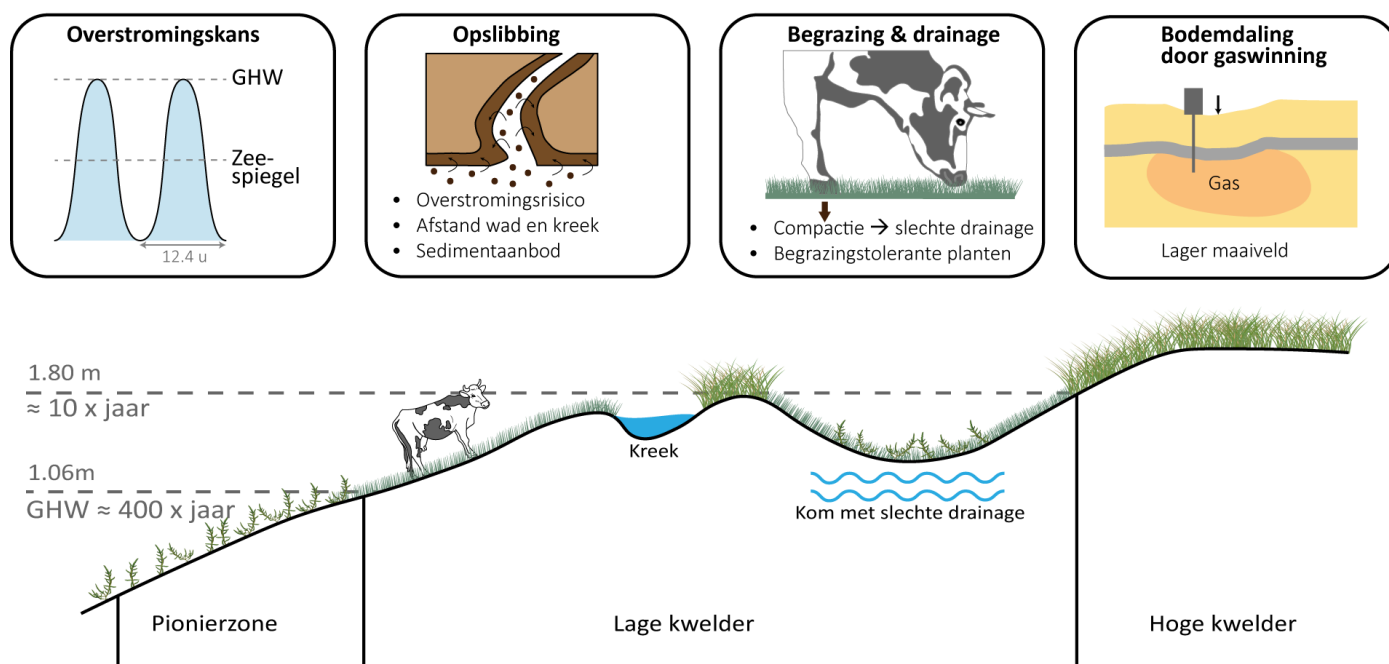 Overstromingskans
GHW
Zee-
spiegel
12.4 u
Opslibbing
• Overstromingsrisico
• Afstand wad en kreek
• Sedimentaanbod
Begrazing & drainage
• Compactie → slechte drainage
• Begrazingstolerante planten
Bodemdaling
door gaswinning
Gas
Lager maaiveld
1.80 m
≈ 10 x jaar
1.06m
GHW ≈ 400 x jaar
Kreek
Kom met slechte drainage
Pionierzone
Lage kwelder
Hoge kwelder